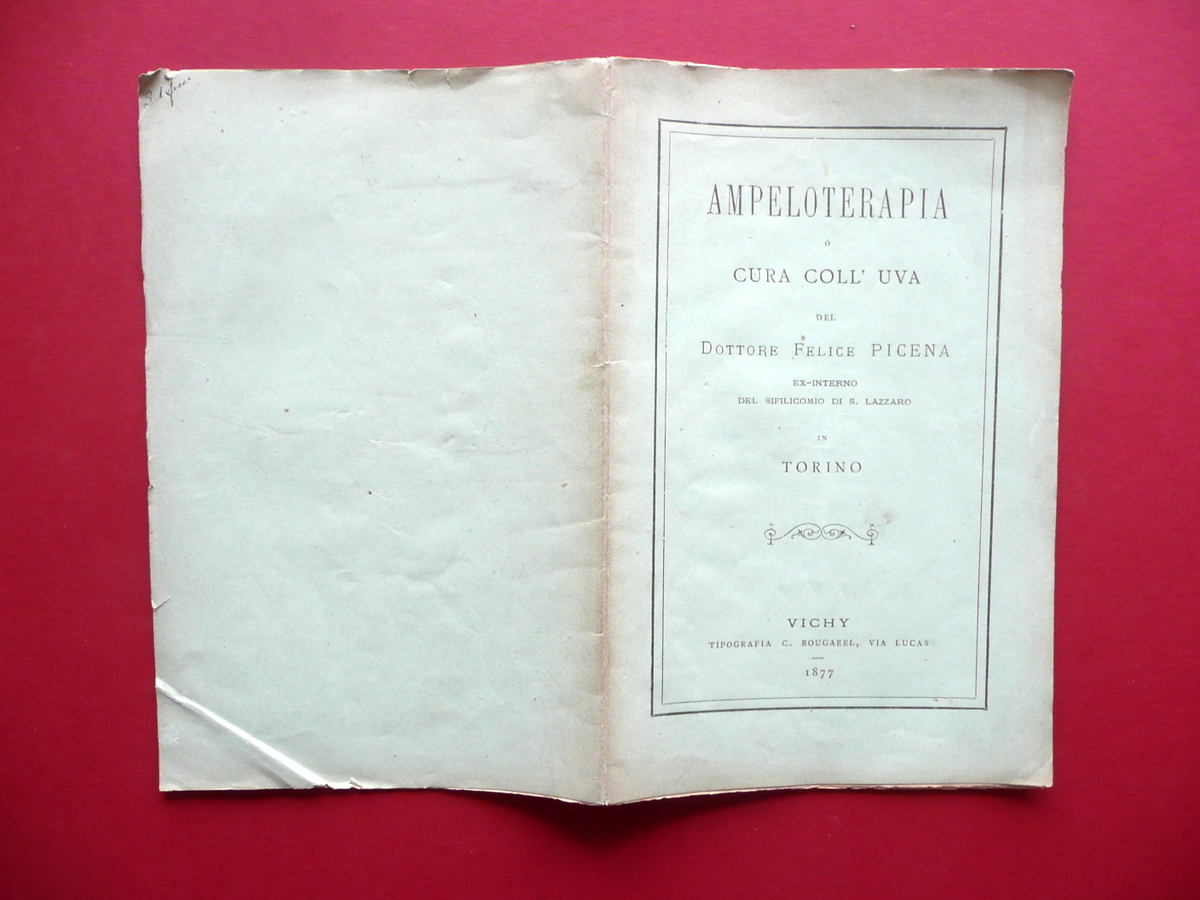 AMPELOTERAPIA
O
CURA COLL' UVA
DEL
DOTTORE FELICE PICENA
EX-INTERNO
DEL SIFILICOMIO DI S. LAZZARO
IN
TORINO
VICHY
TIPOGRAFIA C. BOUGAREL, VIA LUCAS
1877